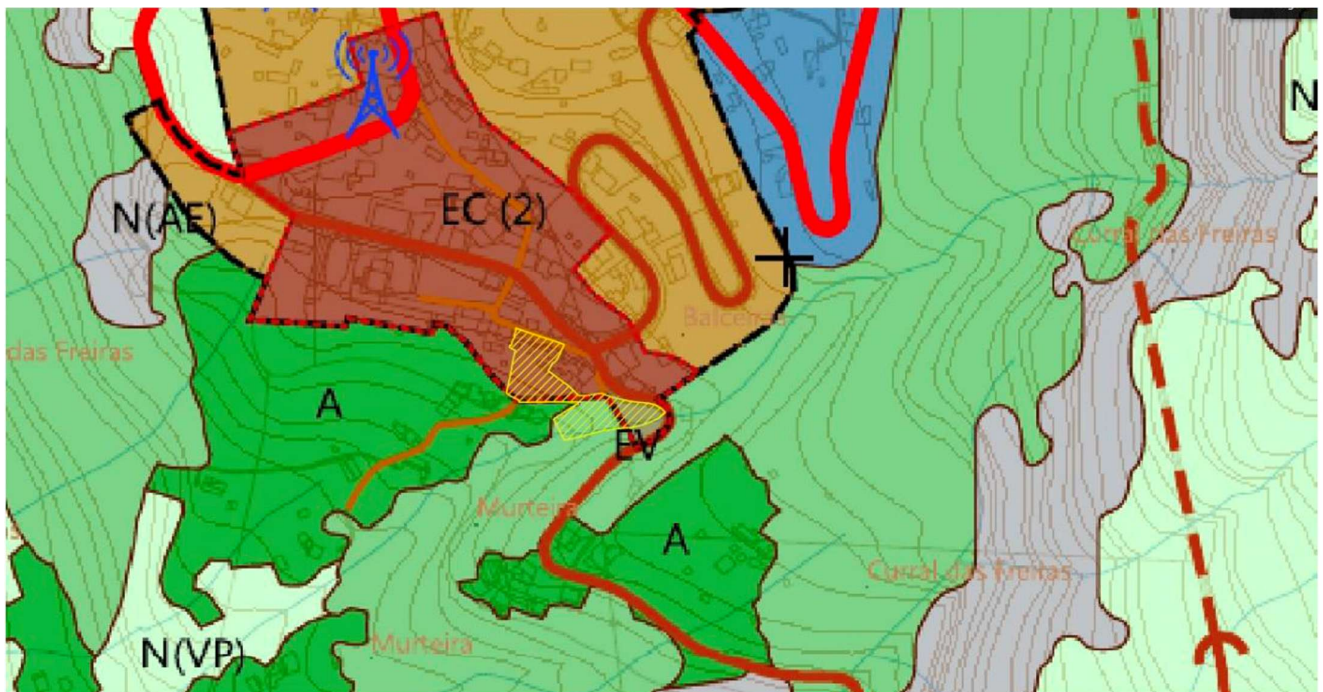 N
EC (2)
N(AE)
Curral das Freiras
Balceiras
das Freiras
A
EV
Murteira
A
Curral das Freiras
Murteira
N(VP)